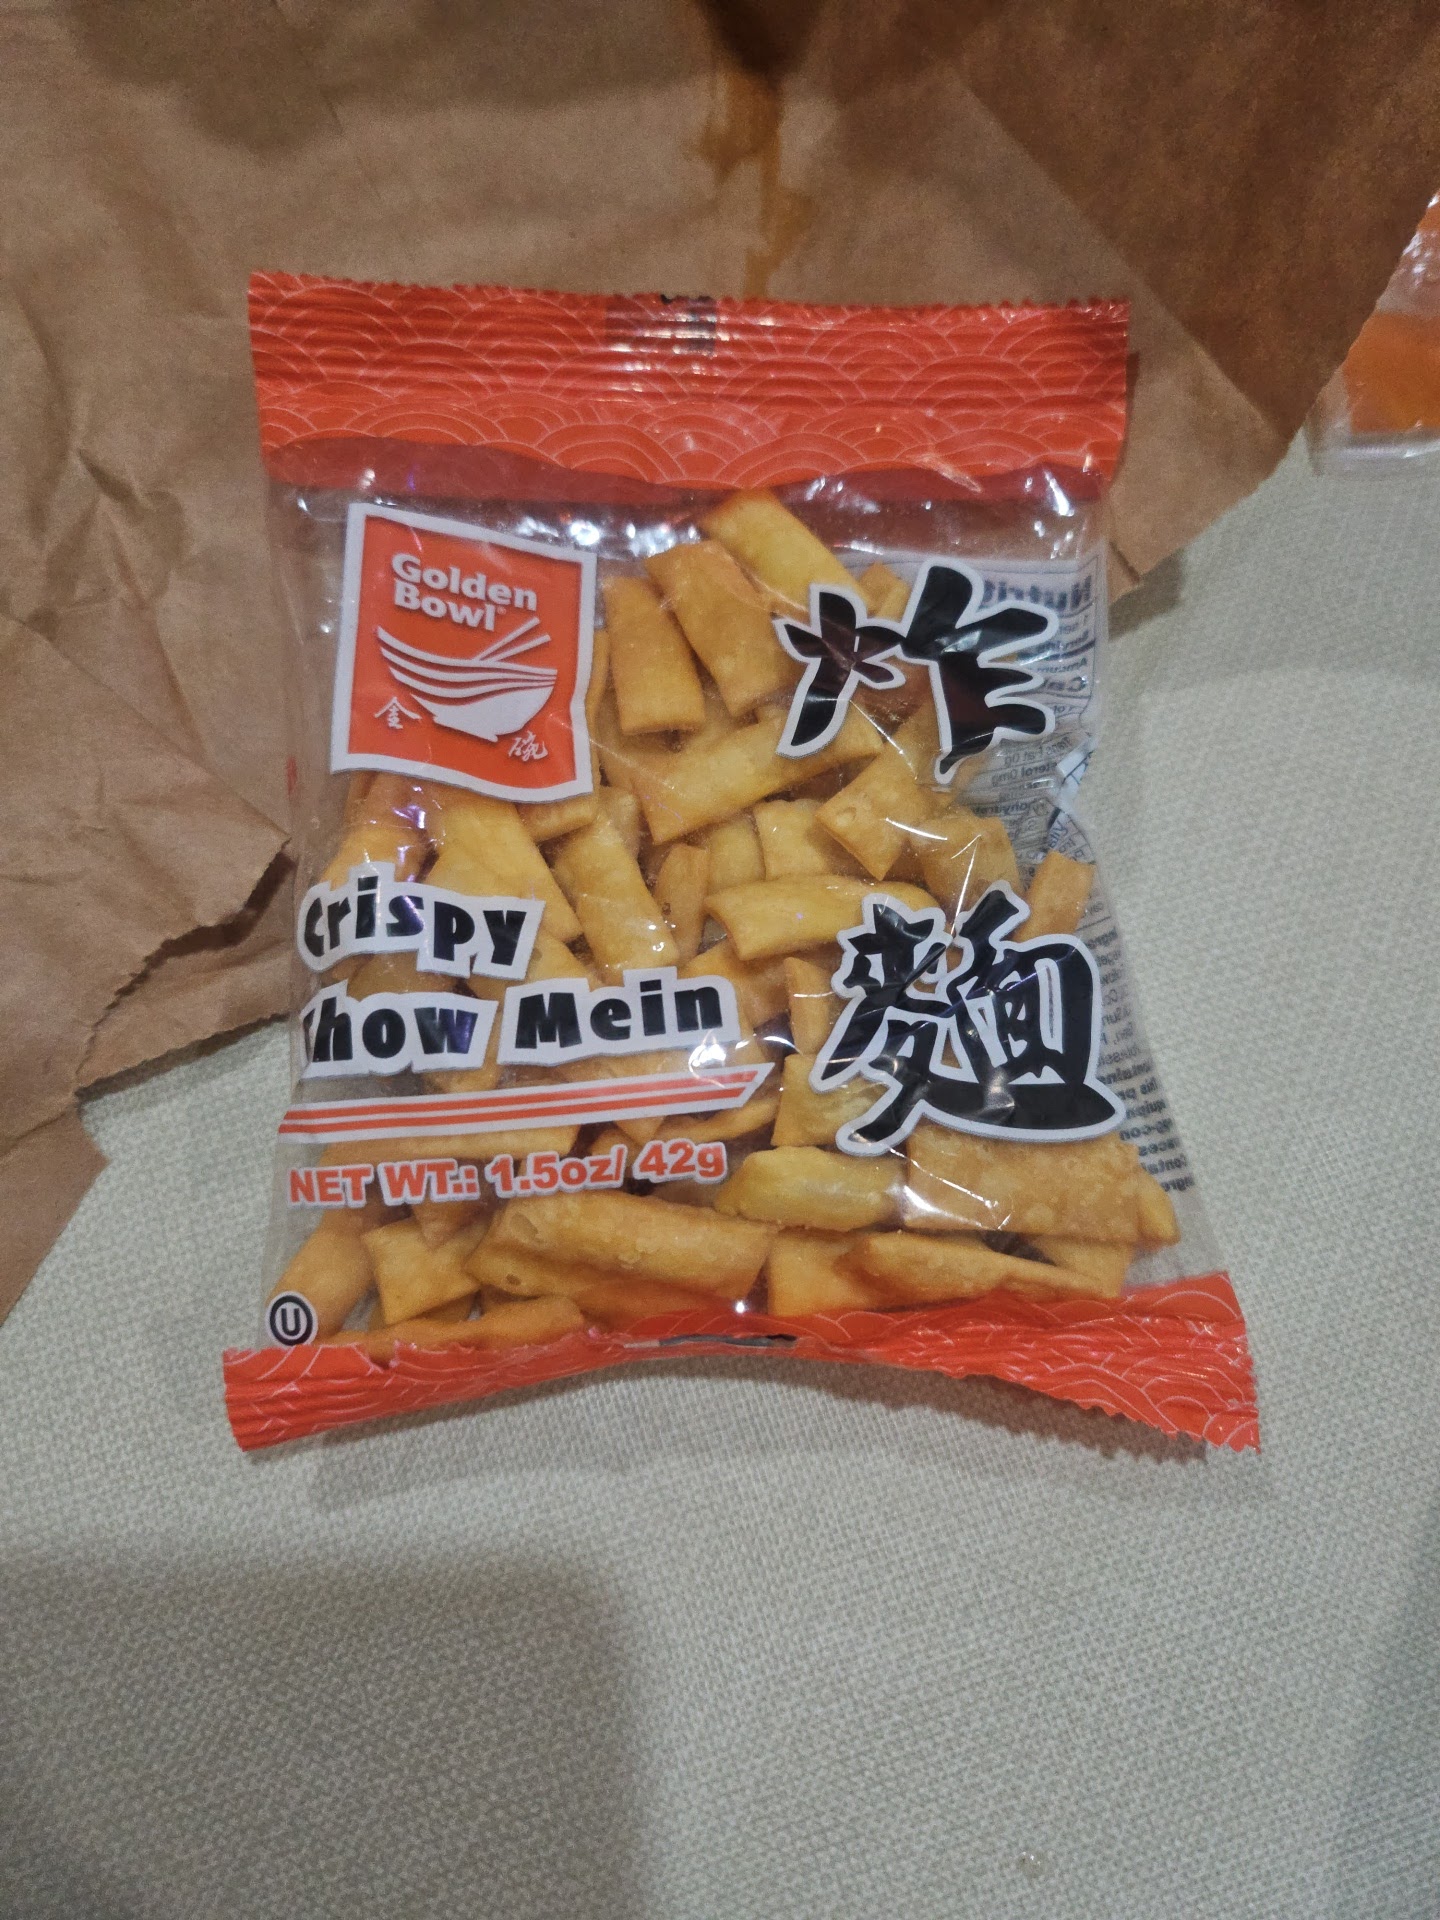 Golden
Bowl®
金
碗
炸
麵
Crispy
Chow Mein
NET WT.: 1.5oz/ 42g
U